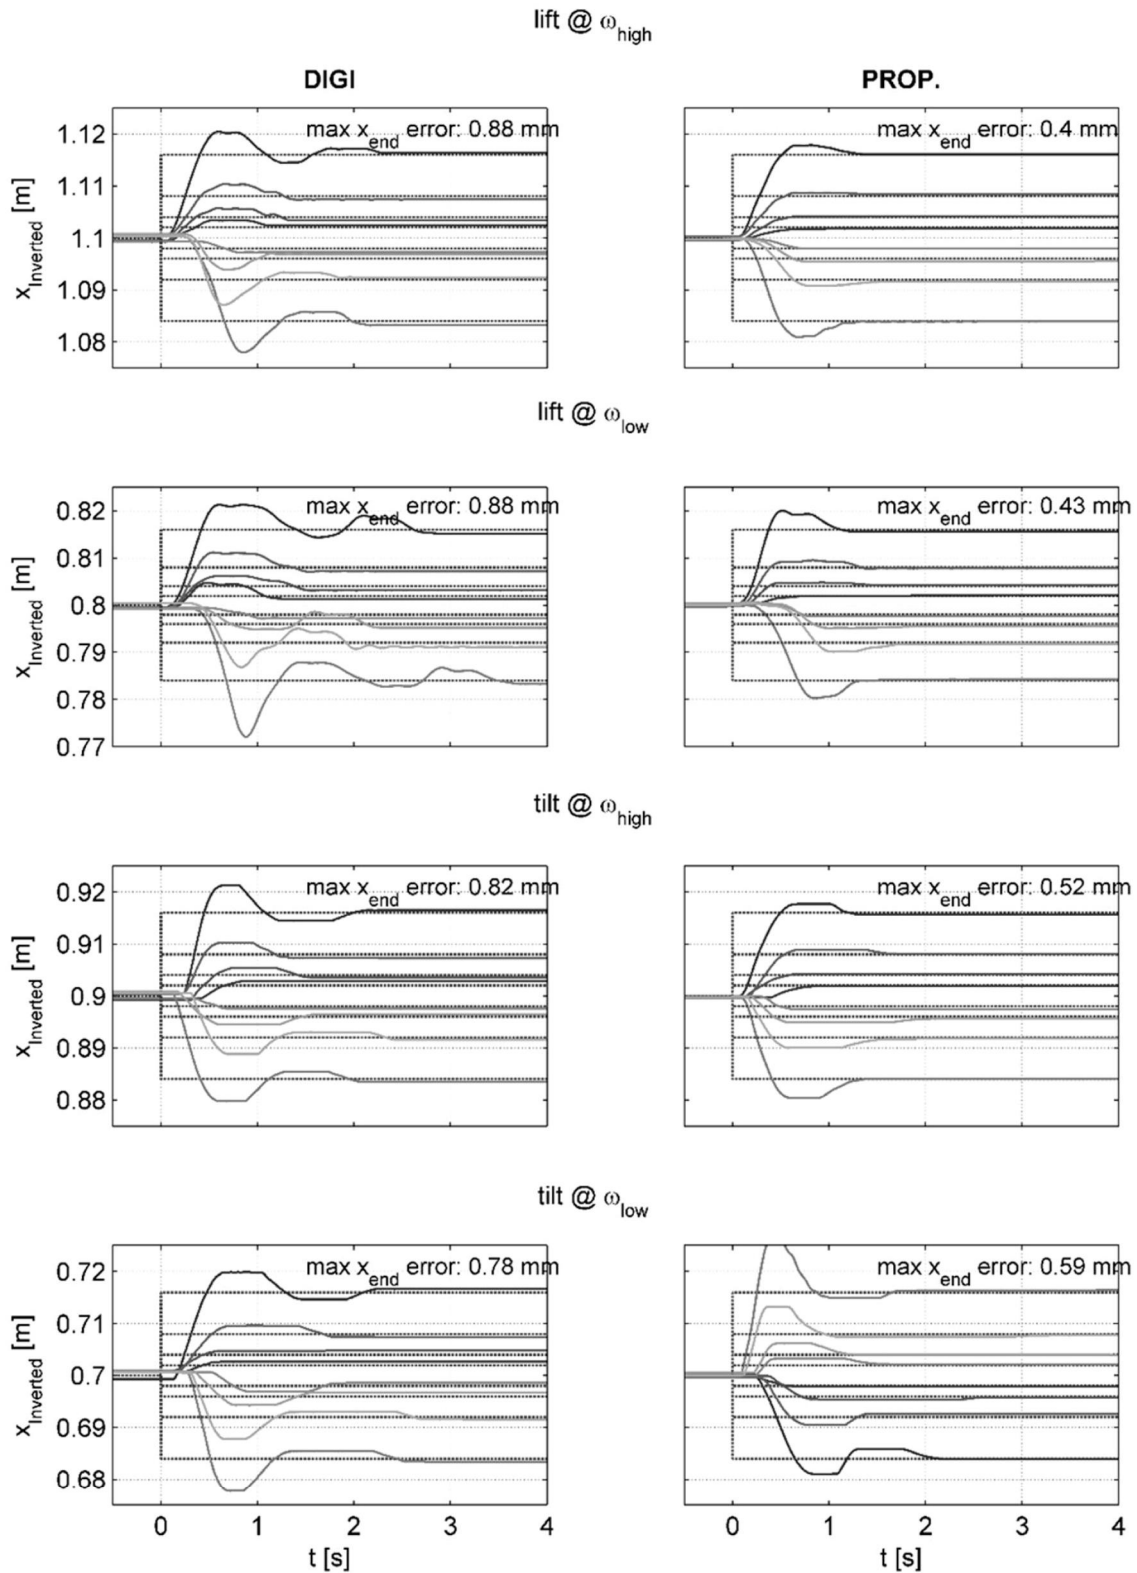 lift @ ωhigh
DIGI
PROP.
max xend error: 0.88 mm
max xend error: 0.4 mm
1.12
1.11
1.1
1.09
1.08
xInverted [m]
lift @ ωlow
max xend error: 0.88 mm
max xend error: 0.43 mm
0.82
0.81
0.8
0.79
0.78
0.77
xInverted [m]
tilt @ ωhigh
max xend error: 0.82 mm
max xend error: 0.52 mm
0.92
0.91
0.9
0.89
0.88
xInverted [m]
tilt @ ωlow
max xend error: 0.78 mm
max xend error: 0.59 mm
0.72
0.71
0.7
0.69
0.68
xInverted [m]
0 1 2 3 4
0 1 2 3 4
t [s]
t [s]